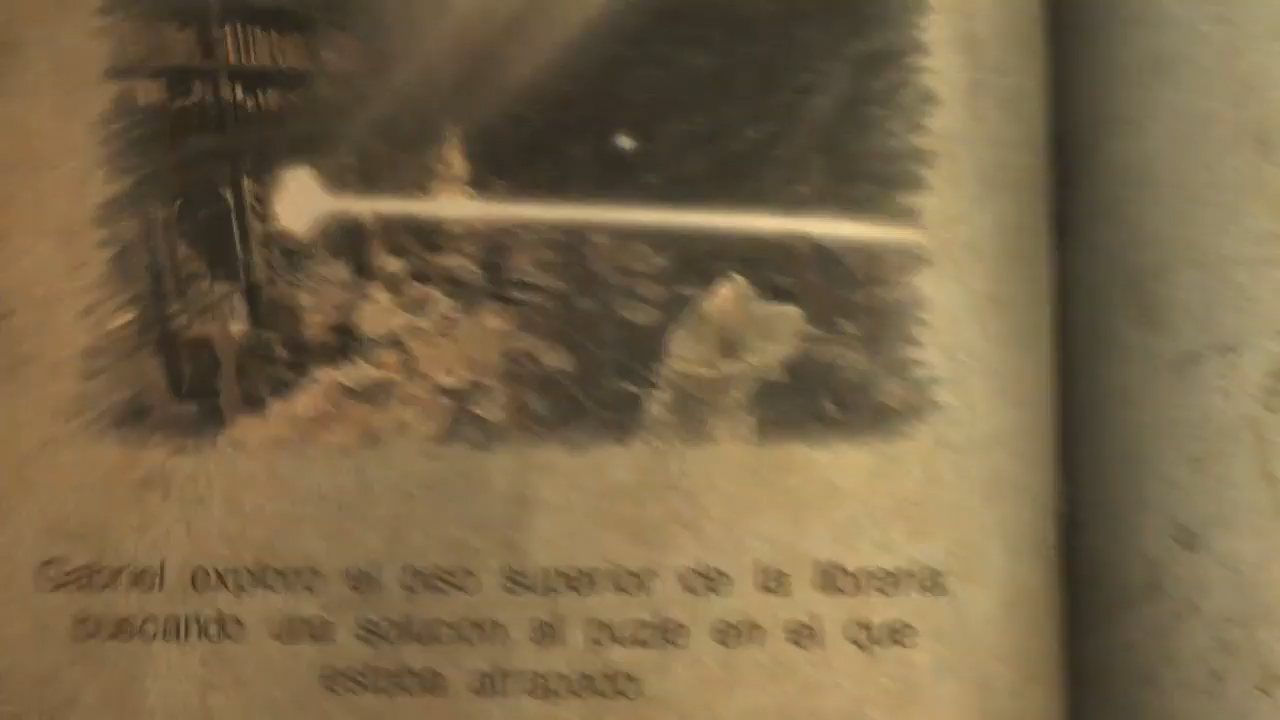 Gabriel exploró el piso superior de la librería
buscando una solución al puzle en el que
estaba atrapado.